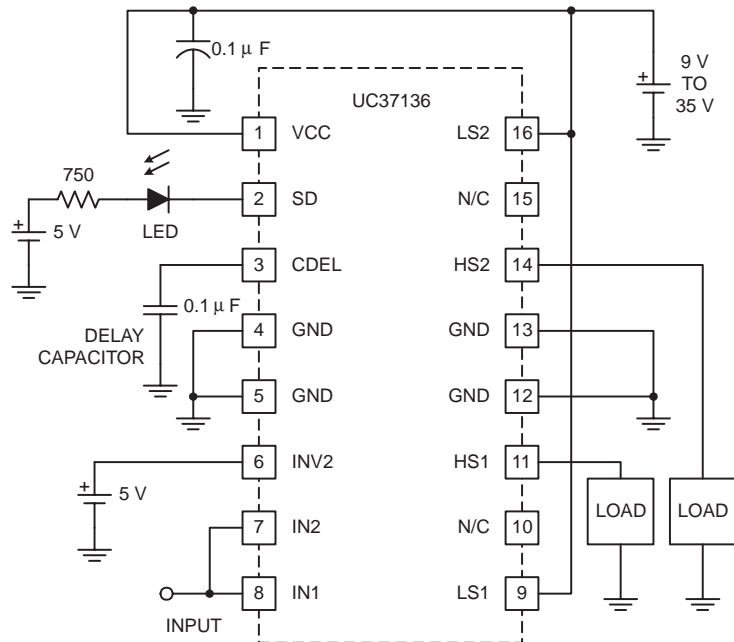 0.1 μ F
9 V
TO
35 V
UC37136
1 VCC LS2 16
750
2 SD N/C 15
LED
5 V
3 CDEL HS2 14
0.1 μ F
DELAY
CAPACITOR
4 GND GND 13
5 GND GND 12
6 INV2 HS1 11
5 V
LOAD LOAD
7 IN2 N/C 10
8 IN1 LS1 9
INPUT